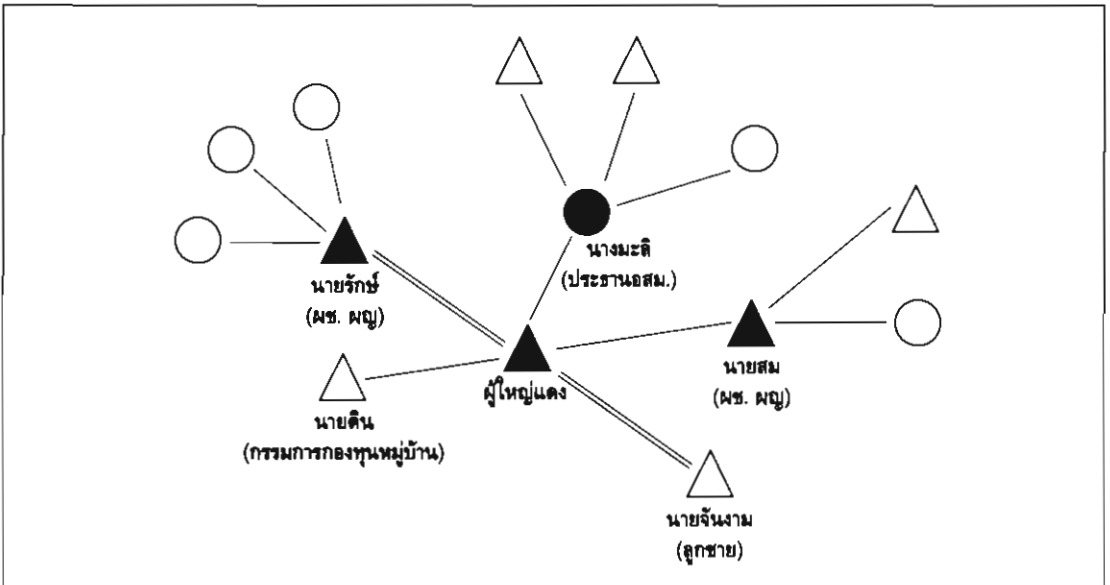 นางมะลิ
(ประธานอสม.)
นายรักษ์
(ผช. ผญ)
นายสม
(ผช. ผญ)
ผู้ใหญ่แดง
นายดิน
(กรรมการกองทุนหมู่บ้าน)
นายจันงาม
(ลูกชาย)